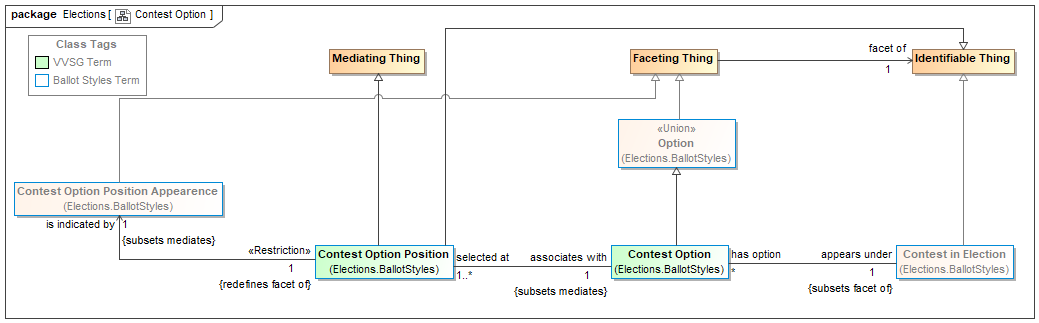 package Elections [ Contest Option ]
Class Tags
VVSG Term
Ballot Styles Term
Mediating Thing
Faceting Thing
facet of
1
Identifiable Thing
«Union»
Option
(Elections.BallotStyles)
Contest Option Position Appearence
(Elections.BallotStyles)
is indicated by
1
{subsets mediates}
«Restriction»
1
{redefines facet of}
Contest Option Position
(Elections.BallotStyles)
selected at
1..*
associates with
1
{subsets mediates}
Contest Option
(Elections.BallotStyles)
has option
*
appears under
1
{subsets facet of}
Contest in Election
(Elections.BallotStyles)